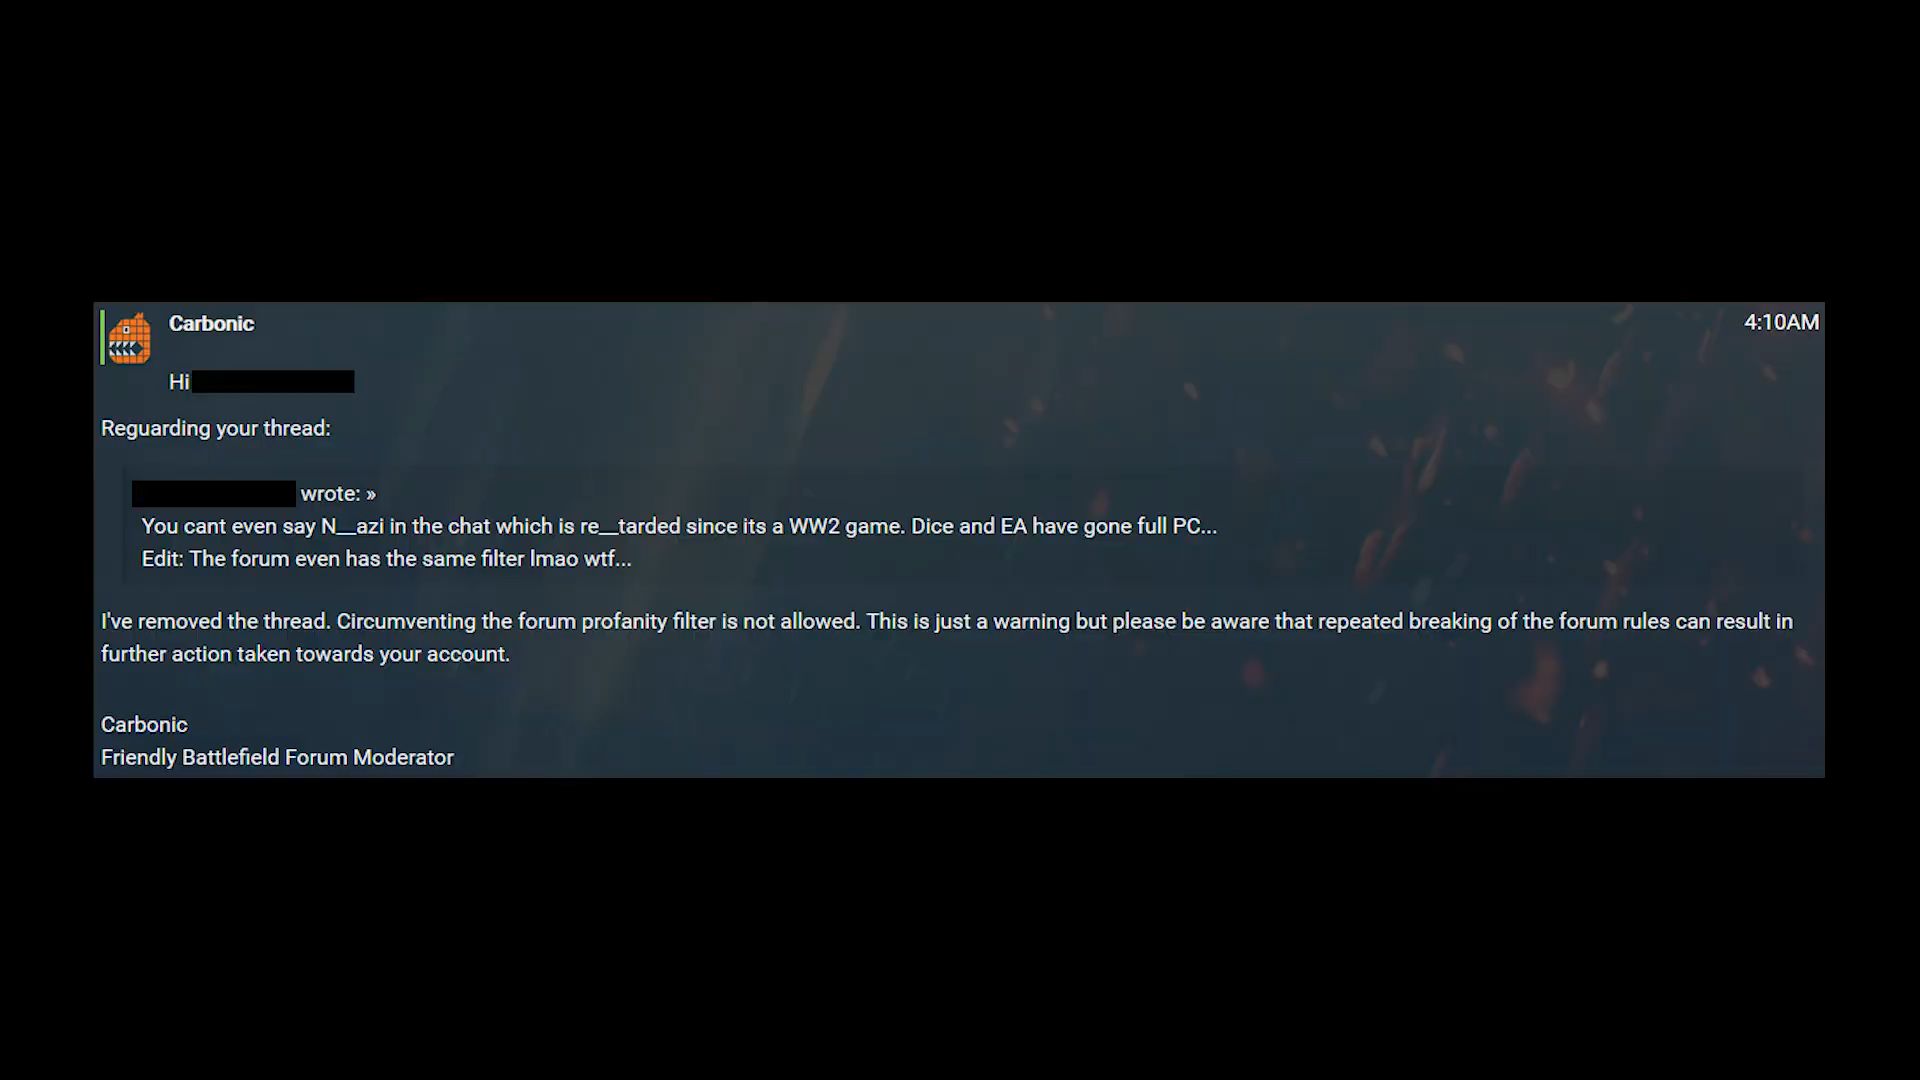 Carbonic
4:10AM
Hi
Reguarding your thread:
wrote: »
You cant even say N__azi in the chat which is re__tarded since its a WW2 game. Dice and EA have gone full PC...
Edit: The forum even has the same filter lmao wtf...
I've removed the thread. Circumventing the forum profanity filter is not allowed. This is just a warning but please be aware that repeated breaking of the forum rules can result in
further action taken towards your account.
Carbonic
Friendly Battlefield Forum Moderator